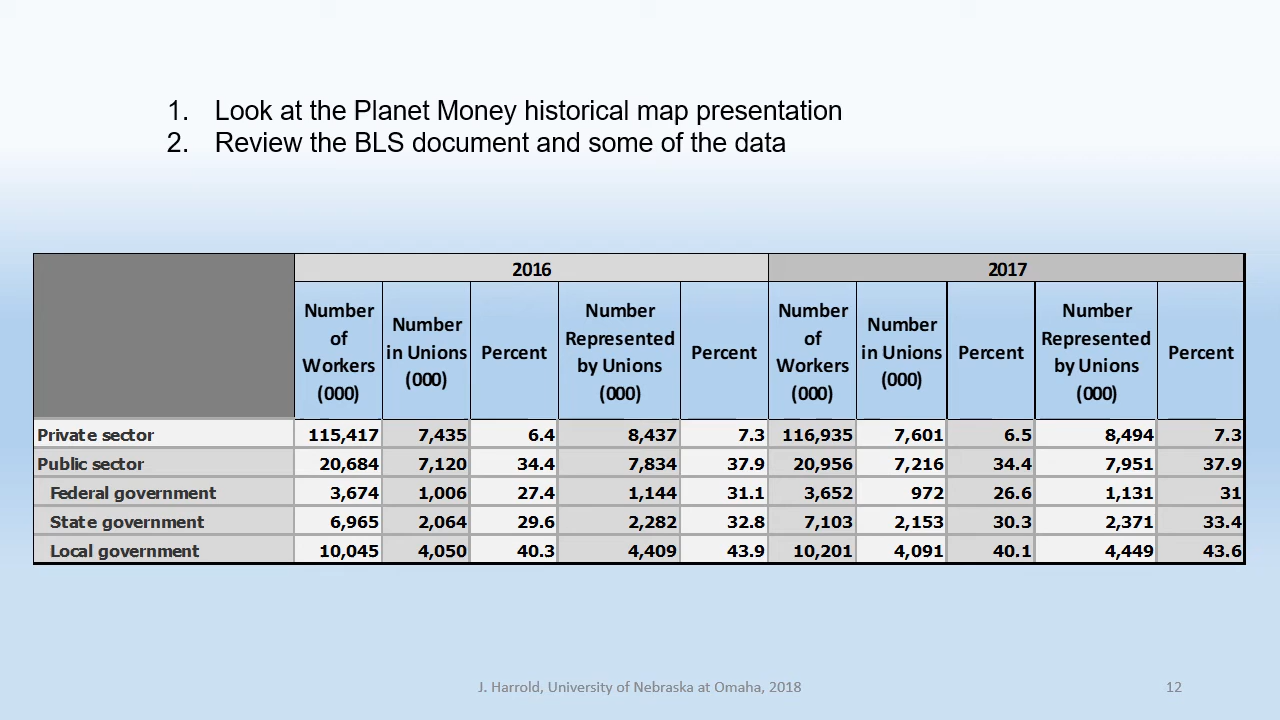 1. Look at the Planet Money historical map presentation
2. Review the BLS document and some of the data
2016 2017
Number of Workers (000) Number in Unions (000) Percent Number Represented by Unions (000) Percent Number of Workers (000) Number in Unions (000) Percent Number Represented by Unions (000) Percent
Private sector 115,417 7,435 6.4 8,437 7.3 116,935 7,601 6.5 8,494 7.3
Public sector 20,684 7,120 34.4 7,834 37.9 20,956 7,216 34.4 7,951 37.9
Federal government 3,674 1,006 27.4 1,144 31.1 3,652 972 26.6 1,131 31
State government 6,965 2,064 29.6 2,282 32.8 7,103 2,153 30.3 2,371 33.4
Local government 10,045 4,050 40.3 4,409 43.9 10,201 4,091 40.1 4,449 43.6
J. Harrold, University of Nebraska at Omaha, 2018 12